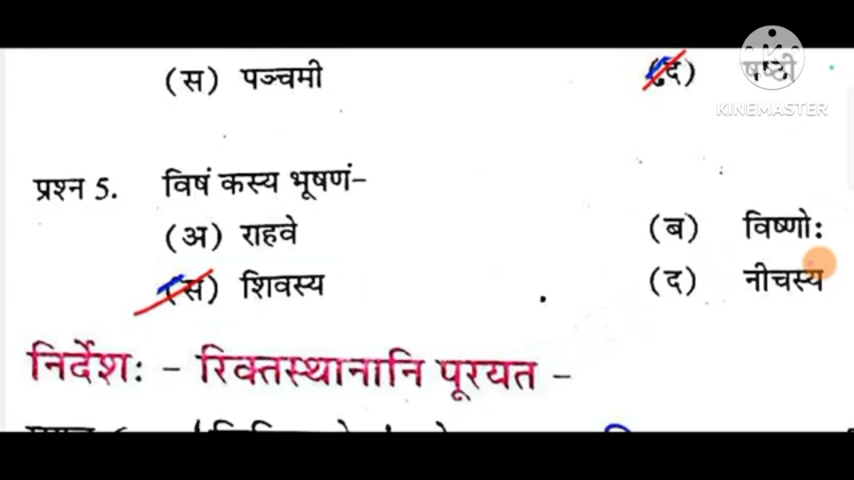 (स) पञ्चमी (द) षष्ठी
KINEMASTER
प्रश्न 5. विषं कस्य भूषणं-
(अ) राहवे (ब) विष्णोः
(स) शिवस्य (द) नीचस्य
निर्देशः - रिक्तस्थानानि पूरयत -